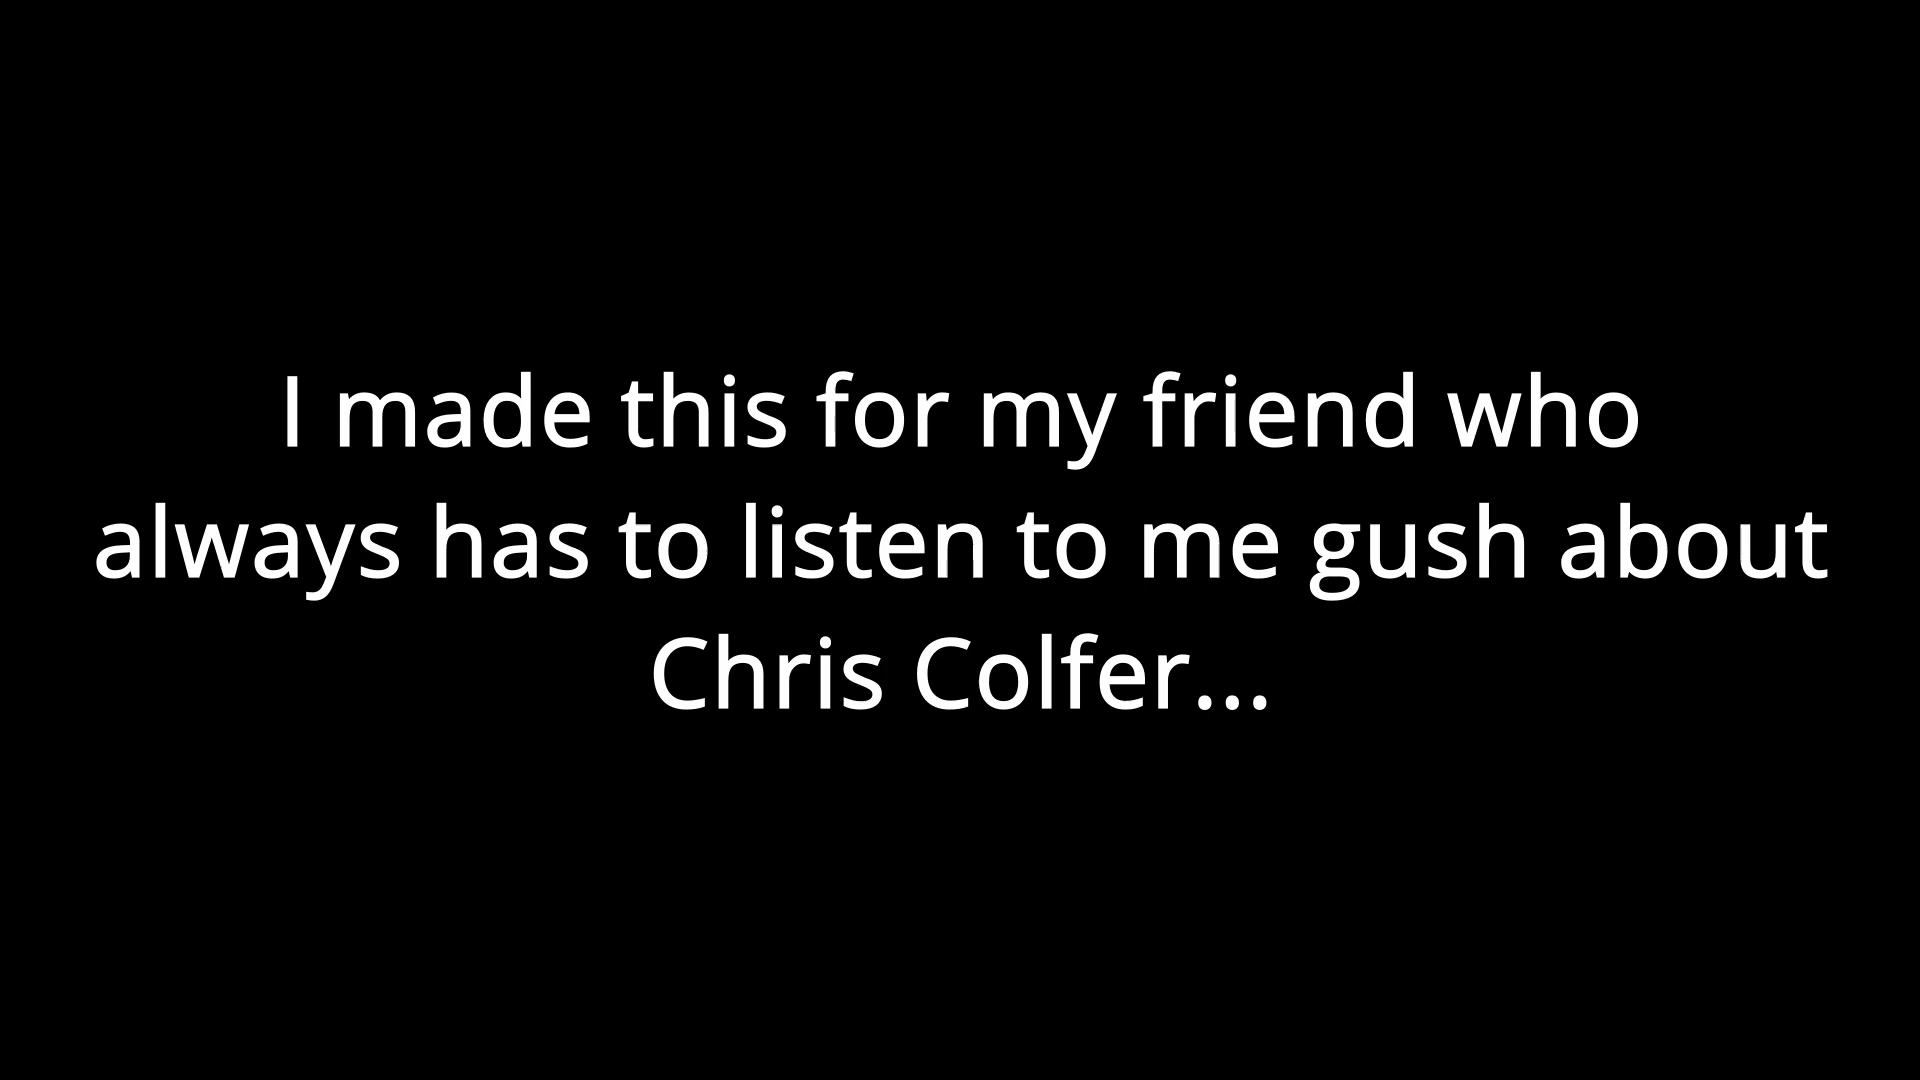 I made this for my friend who
always has to listen to me gush about
Chris Colfer...